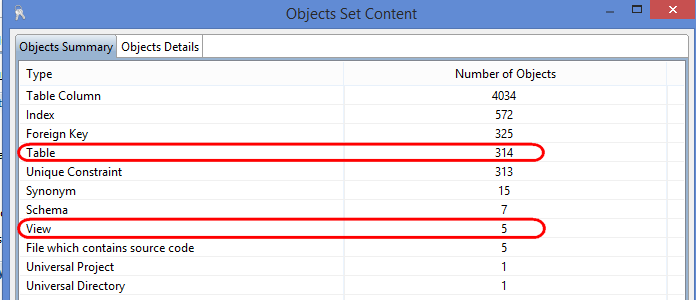 Objects Set Content
Objects Summary Objects Details
Type Number of Objects
Table Column 4034
Index 572
Foreign Key 325
Table 314
Unique Constraint 313
Synonym 15
Schema 7
View 5
File which contains source code 5
Universal Project 1
Universal Directory 1